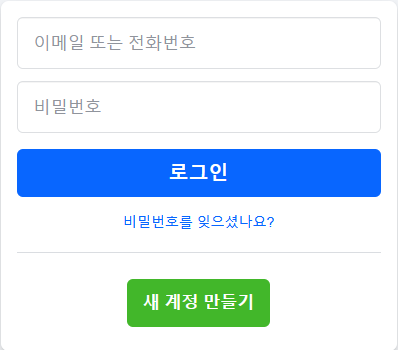 이메일 또는 전화번호
비밀번호
로그인
비밀번호를 잊으셨나요?
새 계정 만들기